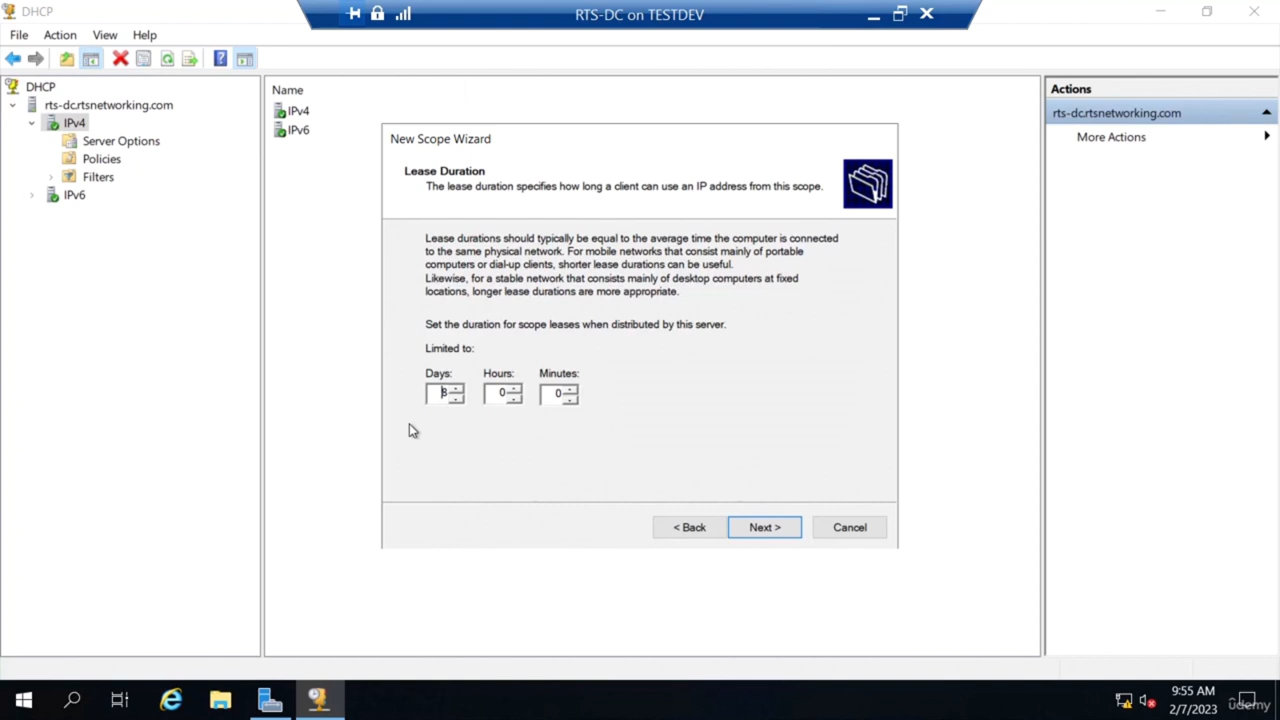 DHCP
RTS-DC on TESTDEV
File Action View Help
DHCP
rts-dc.rtsnetworking.com
IPv4
Server Options
Policies
Filters
IPv6
Name
IPv4
IPv6
New Scope Wizard
Lease Duration
The lease duration specifies how long a client can use an IP address from this scope.
Lease durations should typically be equal to the average time the computer is connected
to the same physical network. For mobile networks that consist mainly of portable
computers or dial-up clients, shorter lease durations can be useful.
Likewise, for a stable network that consists mainly of desktop computers at fixed
locations, longer lease durations are more appropriate.
Set the duration for scope leases when distributed by this server.
Limited to:
Days: Hours: Minutes:
8 0 0
< Back Next > Cancel
Actions
rts-dc.rtsnetworking.com
More Actions
9:55 AM
2/7/2023
udemy